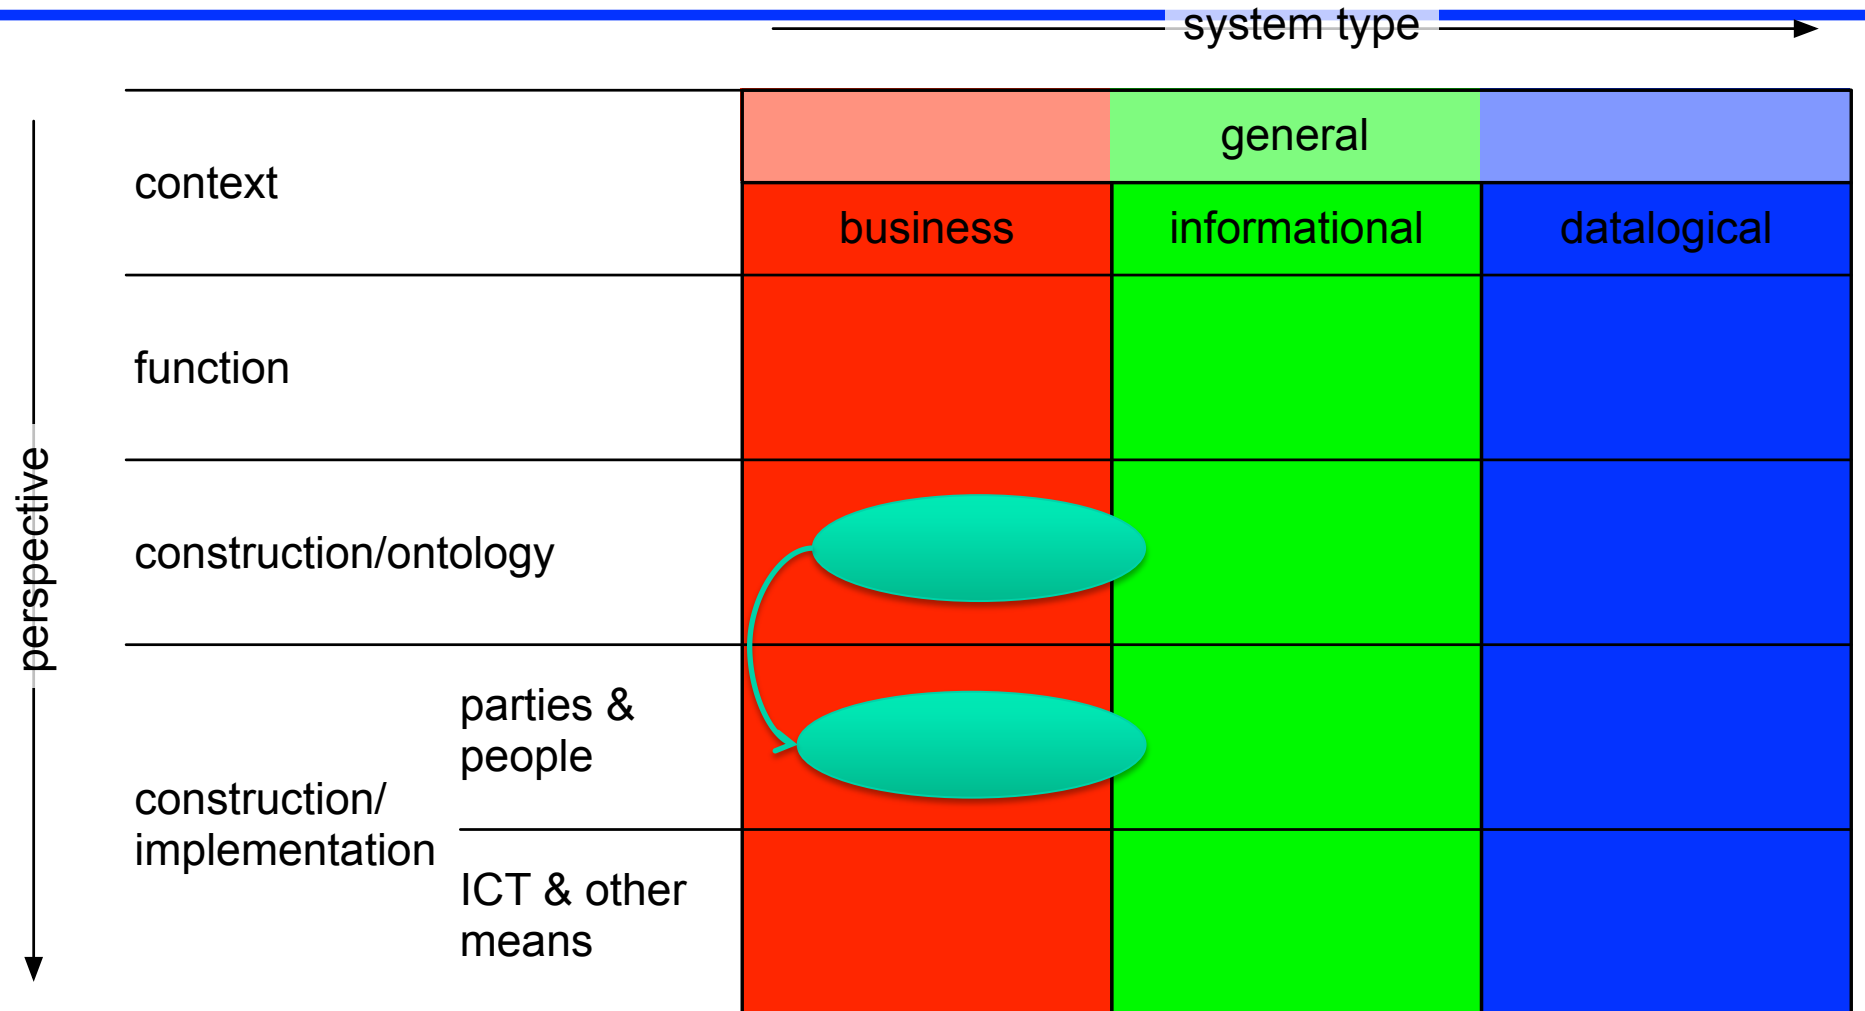 system type
general
context
business
informational
datalogical
function
perspective
construction/ontology
parties &
people
construction/
implementation
ICT & other
means